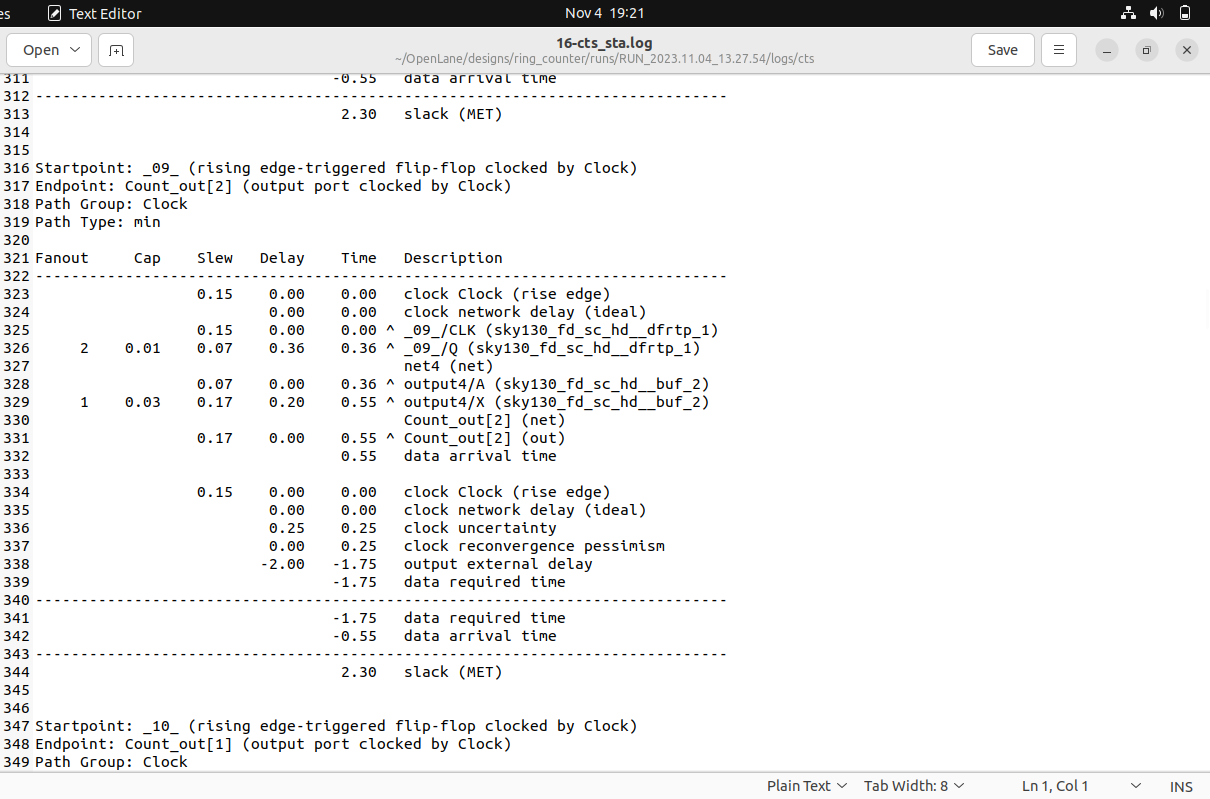 es Text Editor Nov 4 19:21
Open 16-cts_sta.log Save
~/OpenLane/designs/ring_counter/runs/RUN_2023.11.04_13.27.54/logs/cts
311 -0.55 data arrival time
312 -----------------------------------------------------------------------------
313 2.30 slack (MET)
314
315
316 Startpoint: _09_ (rising edge-triggered flip-flop clocked by Clock)
317 Endpoint: Count_out[2] (output port clocked by Clock)
318 Path Group: Clock
319 Path Type: min
320
321 Fanout Cap Slew Delay Time Description
322 -----------------------------------------------------------------------------
323 0.15 0.00 0.00 clock Clock (rise edge)
324 0.00 0.00 clock network delay (ideal)
325 0.15 0.00 0.00 ^ _09_/CLK (sky130_fd_sc_hd__dfrtp_1)
326 2 0.01 0.07 0.36 0.36 ^ _09_/Q (sky130_fd_sc_hd__dfrtp_1)
327 net4 (net)
328 0.07 0.00 0.36 ^ output4/A (sky130_fd_sc_hd__buf_2)
329 1 0.03 0.17 0.20 0.55 ^ output4/X (sky130_fd_sc_hd__buf_2)
330 Count_out[2] (net)
331 0.17 0.00 0.55 ^ Count_out[2] (out)
332 0.55 data arrival time
333
334 0.15 0.00 0.00 clock Clock (rise edge)
335 0.00 0.00 clock network delay (ideal)
336 0.25 0.25 clock uncertainty
337 0.00 0.25 clock reconvergence pessimism
338 -2.00 -1.75 output external delay
339 -1.75 data required time
340 -----------------------------------------------------------------------------
341 -1.75 data required time
342 -0.55 data arrival time
343 -----------------------------------------------------------------------------
344 2.30 slack (MET)
345
346
347 Startpoint: _10_ (rising edge-triggered flip-flop clocked by Clock)
348 Endpoint: Count_out[1] (output port clocked by Clock)
349 Path Group: Clock
Plain Text Tab Width: 8 Ln 1, Col 1 INS